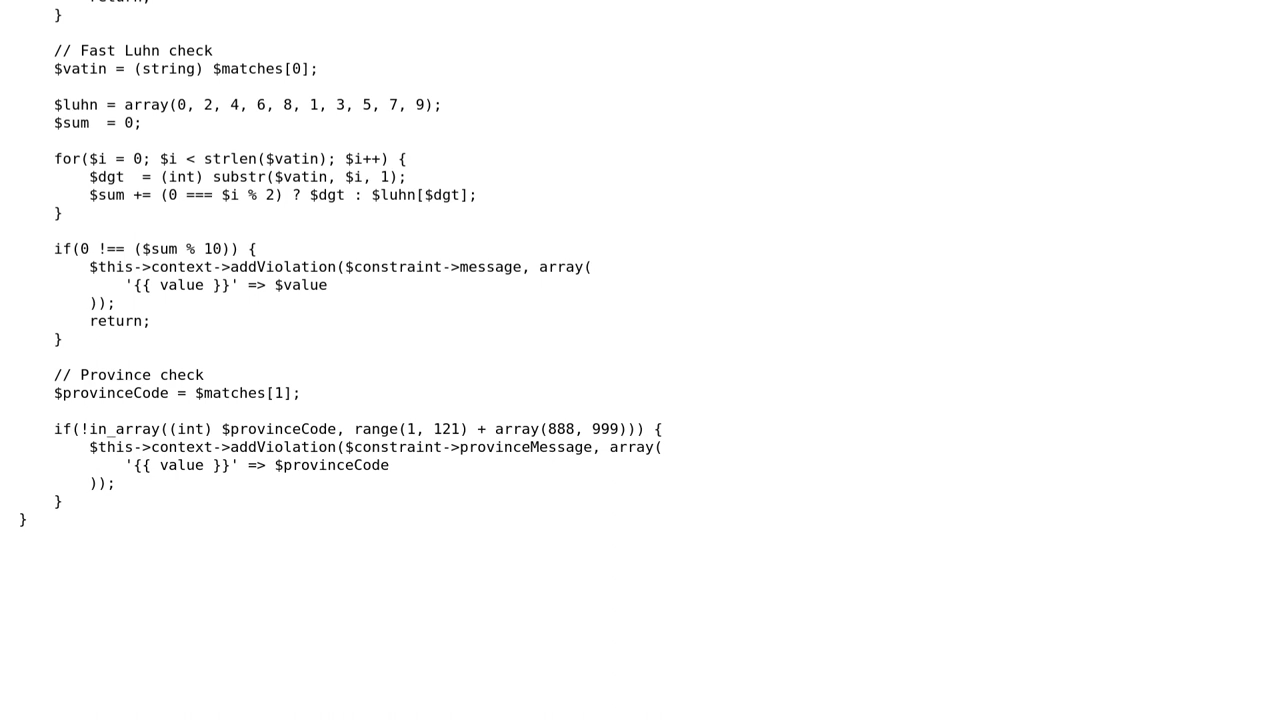 }
// Fast Luhn check
$vatin = (string) $matches[0];
$luhn = array(0, 2, 4, 6, 8, 1, 3, 5, 7, 9);
$sum  = 0;
for($i = 0; $i < strlen($vatin); $i++) {
$dgt  = (int) substr($vatin, $i, 1);
$sum += (0 === $i % 2) ? $dgt : $luhn[$dgt];
}
if(0 !== ($sum % 10)) {
$this->context->addViolation($constraint->message, array(
'{{ value }}' => $value
));
return;
}
// Province check
$provinceCode = $matches[1];
if(!in_array((int) $provinceCode, range(1, 121) + array(888, 999))) {
$this->context->addViolation($constraint->provinceMessage, array(
'{{ value }}' => $provinceCode
));
}
}